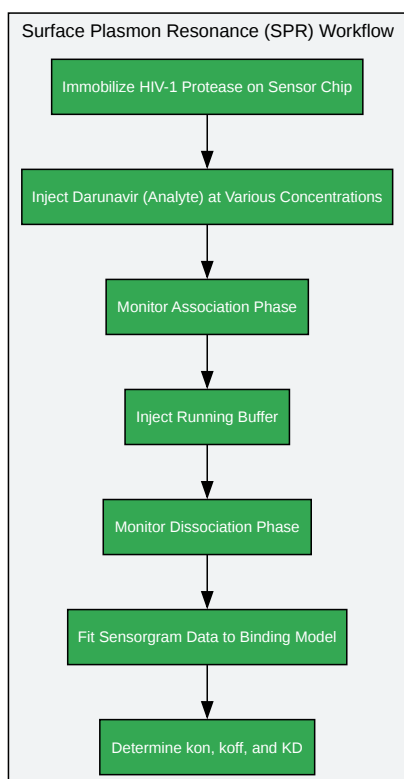 Surface Plasmon Resonance (SPR) Workflow
Immobilize HIV-1 Protease on Sensor Chip
Inject Darunavir (Analyte) at Various Concentrations
Monitor Association Phase
Inject Running Buffer
Monitor Dissociation Phase
Fit Sensorgram Data to Binding Model
Determine kon, koff, and KD